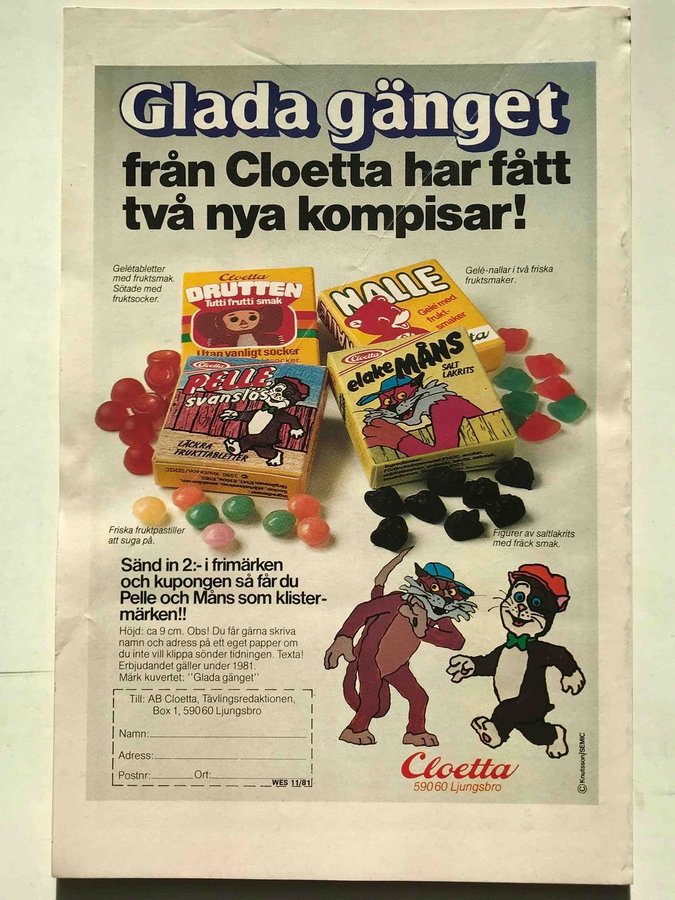 Glada gänget
från Cloetta har fått
två nya kompisar!
Gelétabletter
med fruktsmak.
Sötade med
fruktsocker.
Gelé-nallar i två friska
fruktsmaker.
Cloetta
DRUTTEN
Tutti frutti smak
Utan vanligt socker
NALLE
Gelé med
frukt-
smaker
Cloetta
PELLE
svanslös
LÄCKRA
FRUKTTABLETTER
Cloetta
elake MÅNS
SALT
LAKRITS
Friska fruktpastiller
att suga på.
Figurer av saltlakrits
med fräck smak.
Sänd in 2:- i frimärken
och kupongen så får du
Pelle och Måns som klister-
märken!!
Höjd: ca 9 cm. Obs! Du får gärna skriva
namn och adress på ett eget papper om
du inte vill klippa sönder tidningen. Texta!
Erbjudandet gäller under 1981.
Märk kuvertet: "Glada gänget"
Till: AB Cloetta, Tävlingsredaktionen,
Box 1, 590 60 Ljungsbro
Namn:
Adress:
Postnr: Ort:
WES 11/81
Cloetta
590 60 Ljungsbro
© Knutsson/SEMIC